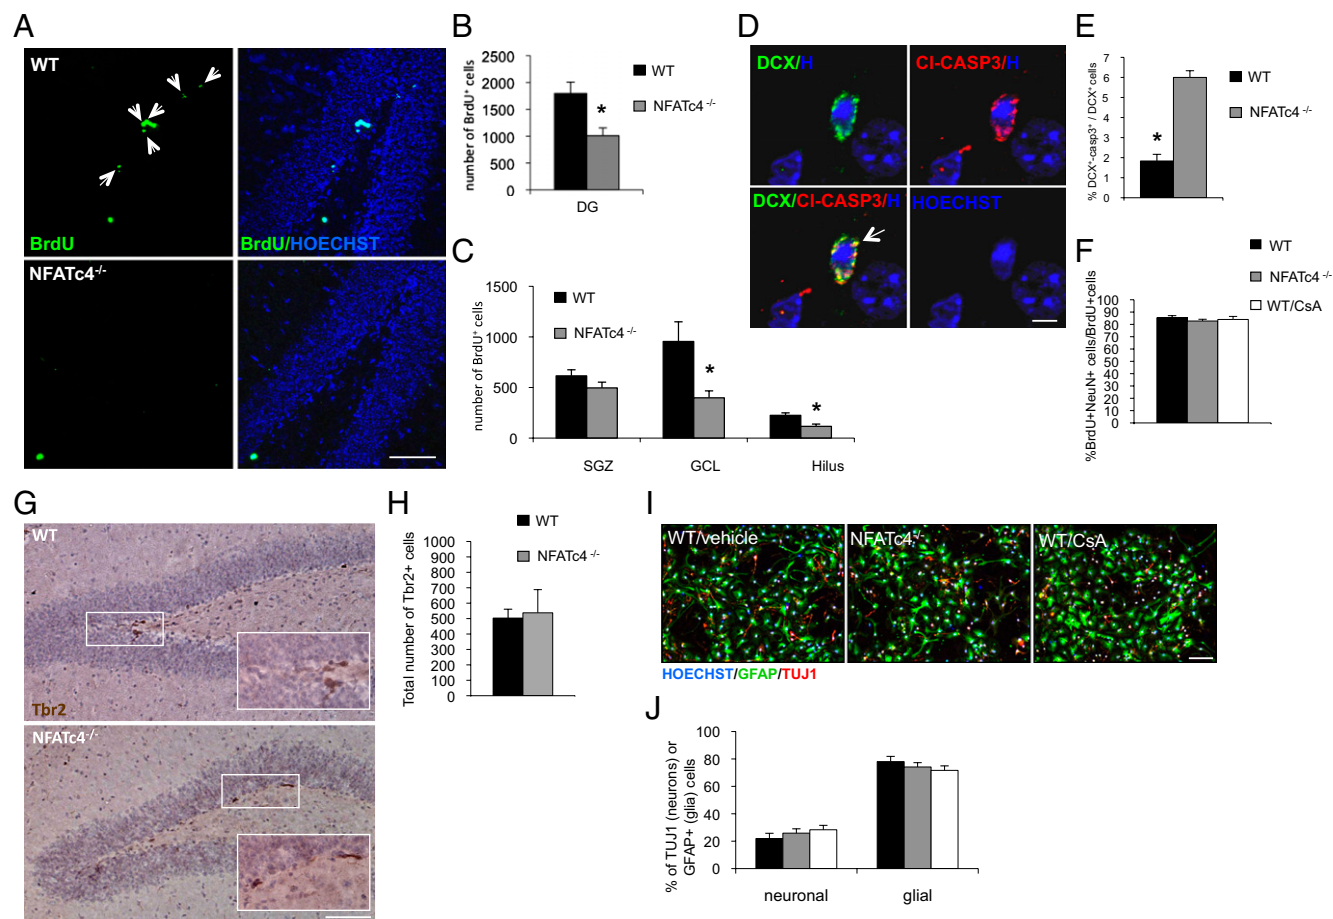 A
WT
BrdU
BrdU/HOECHST
NFATc4-/-
B
number of BrdU+ cells
2500
2000
1500
1000
500
0
WT
NFATc4 -/-
*
DG
C
number of BrdU+ cells
1500
1000
500
0
WT
NFATc4 -/-
*
*
SGZ
GCL
Hilus
D
DCX/H
Cl-CASP3/H
DCX/Cl-CASP3/H
HOECHST
E
% DCX+-casp3+ / DCX+ cells
7
6
5
4
3
2
1
0
*
WT
NFATc4-/-
F
WT
NFATc4-/-
WT/CsA
%BrdU+NeuN+ cells/BrdU+cells
100
90
80
70
60
50
40
30
20
10
0
G
WT
Tbr2
NFATc4-/-
H
WT
NFATc4 -/-
Total number of Tbr2+ cells
1000
900
800
700
600
500
400
300
200
100
0
I
WT/vehicle
NFATc4-/-
WT/CsA
HOECHST/GFAP/TUJ1
J
% of TUJ1 (neurons) or
GFAP+ (glia) cells
100
80
60
40
20
0
neuronal
glial